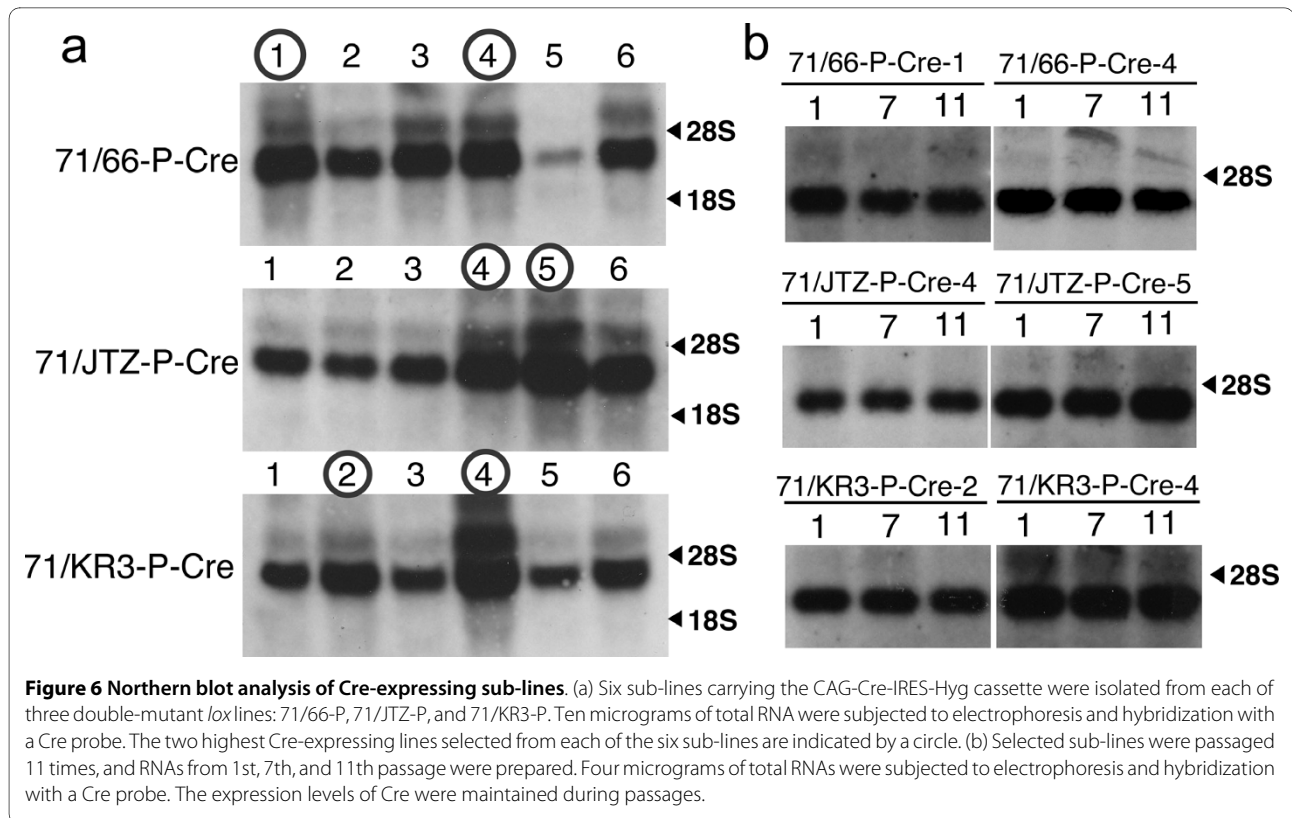 a
1 2 3 4 5 6
71/66-P-Cre
◄28S
◄18S
1 2 3 4 5 6
71/JTZ-P-Cre
◄28S
◄18S
1 2 3 4 5 6
71/KR3-P-Cre
◄28S
◄18S
b
71/66-P-Cre-1 71/66-P-Cre-4
1 7 11 1 7 11
◄28S
71/JTZ-P-Cre-4 71/JTZ-P-Cre-5
1 7 11 1 7 11
◄28S
71/KR3-P-Cre-2 71/KR3-P-Cre-4
1 7 11 1 7 11
◄28S
Figure 6 Northern blot analysis of Cre-expressing sub-lines. (a) Six sub-lines carrying the CAG-Cre-IRES-Hyg cassette were isolated from each of
three double-mutant lox lines: 71/66-P, 71/JTZ-P, and 71/KR3-P. Ten micrograms of total RNA were subjected to electrophoresis and hybridization with
a Cre probe. The two highest Cre-expressing lines selected from each of the six sub-lines are indicated by a circle. (b) Selected sub-lines were passaged
11 times, and RNAs from 1st, 7th, and 11th passage were prepared. Four micrograms of total RNAs were subjected to electrophoresis and hybridization
with a Cre probe. The expression levels of Cre were maintained during passages.